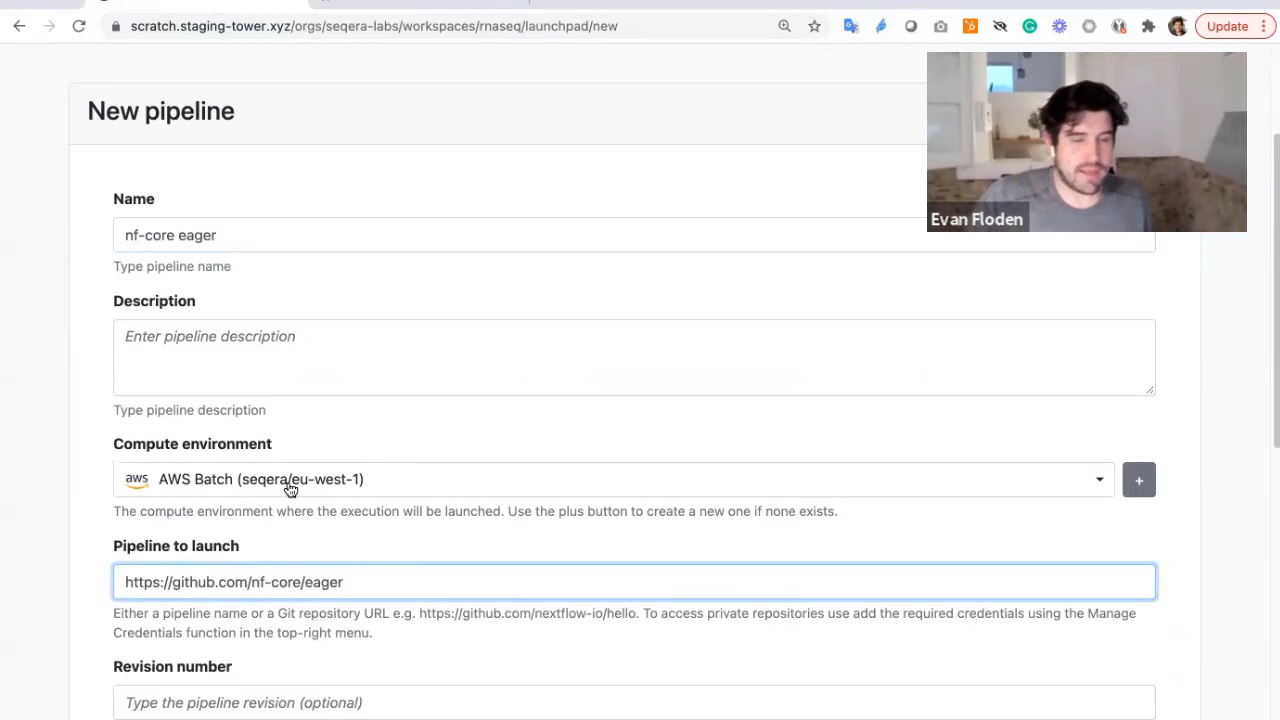 scratch.staging-tower.xyz/orgs/seqera-labs/workspaces/rnastq/launchpad/new
Update
New pipeline
Evan Floden
Name
nf-core eager
Type pipeline name
Description
Enter pipeline description
Type pipeline description
Compute environment
aws AWS Batch (seqera/eu-west-1)
+
The compute environment where the execution will be launched. Use the plus button to create a new one if none exists.
Pipeline to launch
https://github.com/nf-core/eager
Either a pipeline name or a Git repository URL e.g. https://github.com/nextflow-io/hello. To access private repositories use add the required credentials using the Manage
Credentials function in the top-right menu.
Revision number
Type the pipeline revision (optional)